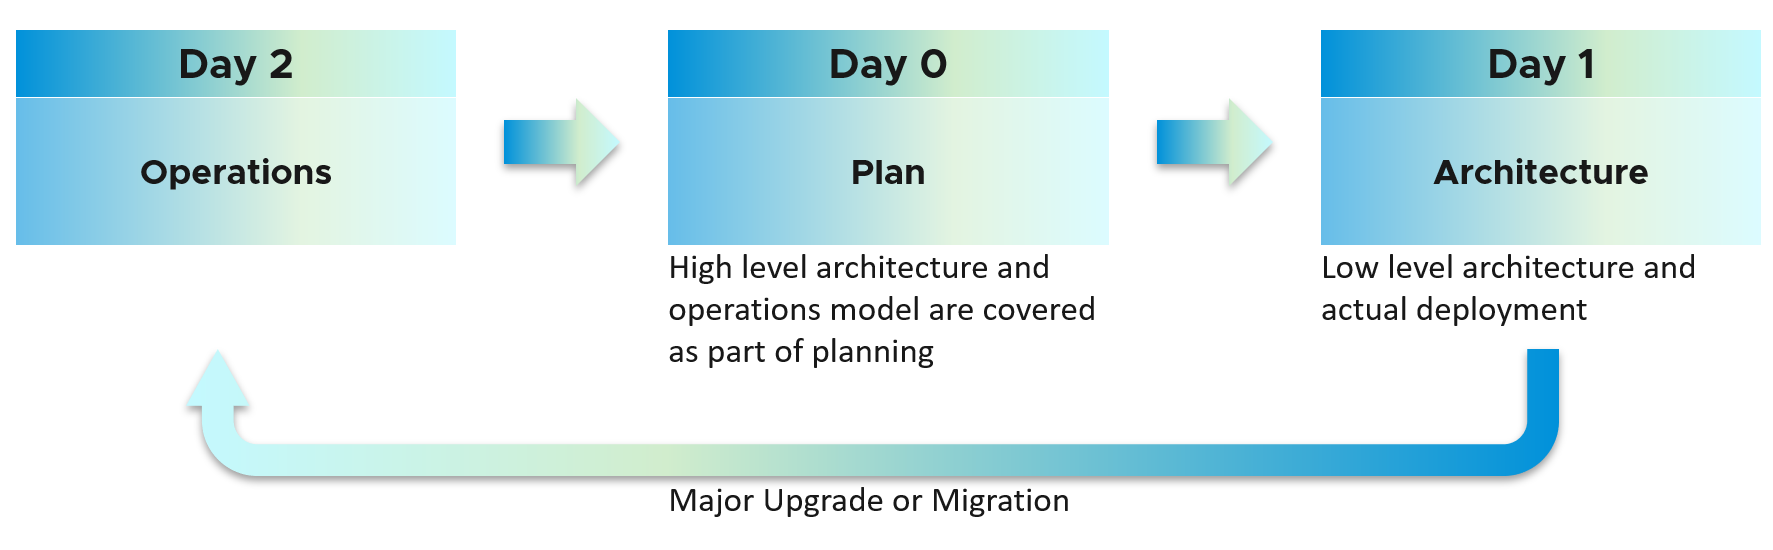 Day 2
Operations
Day 0
Plan
High level architecture and
operations model are covered
as part of planning
Day 1
Architecture
Low level architecture and
actual deployment
Major Upgrade or Migration